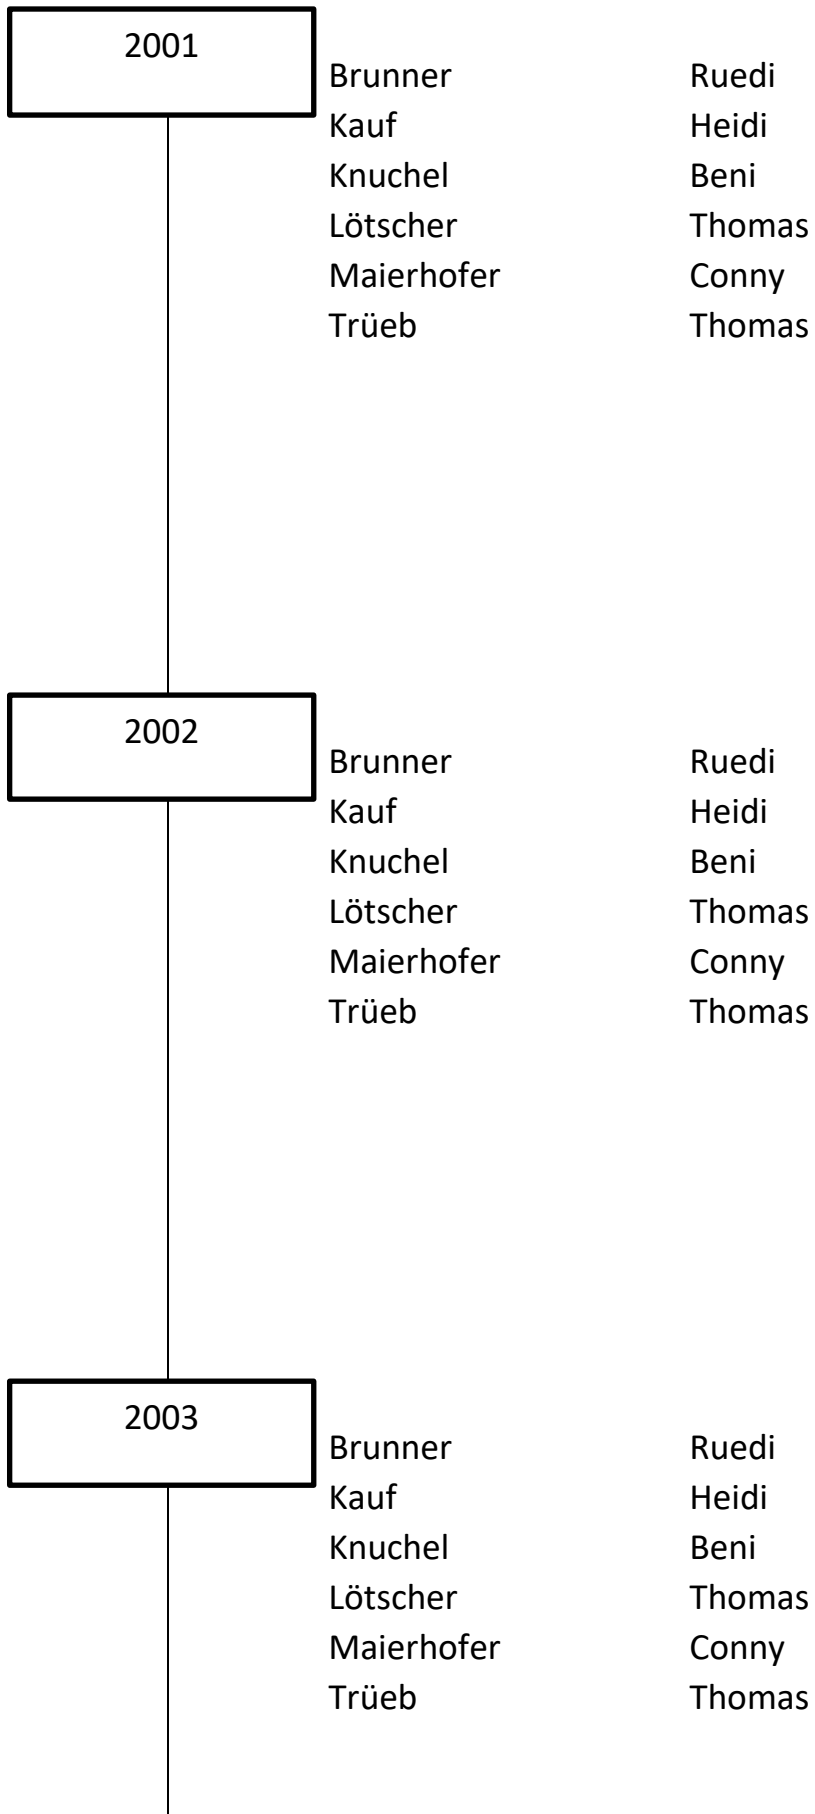 2001
Brunner Ruedi
Kauf Heidi
Knuchel Beni
Lötscher Thomas
Maierhofer Conny
Trüeb Thomas
2002
Brunner Ruedi
Kauf Heidi
Knuchel Beni
Lötscher Thomas
Maierhofer Conny
Trüeb Thomas
2003
Brunner Ruedi
Kauf Heidi
Knuchel Beni
Lötscher Thomas
Maierhofer Conny
Trüeb Thomas